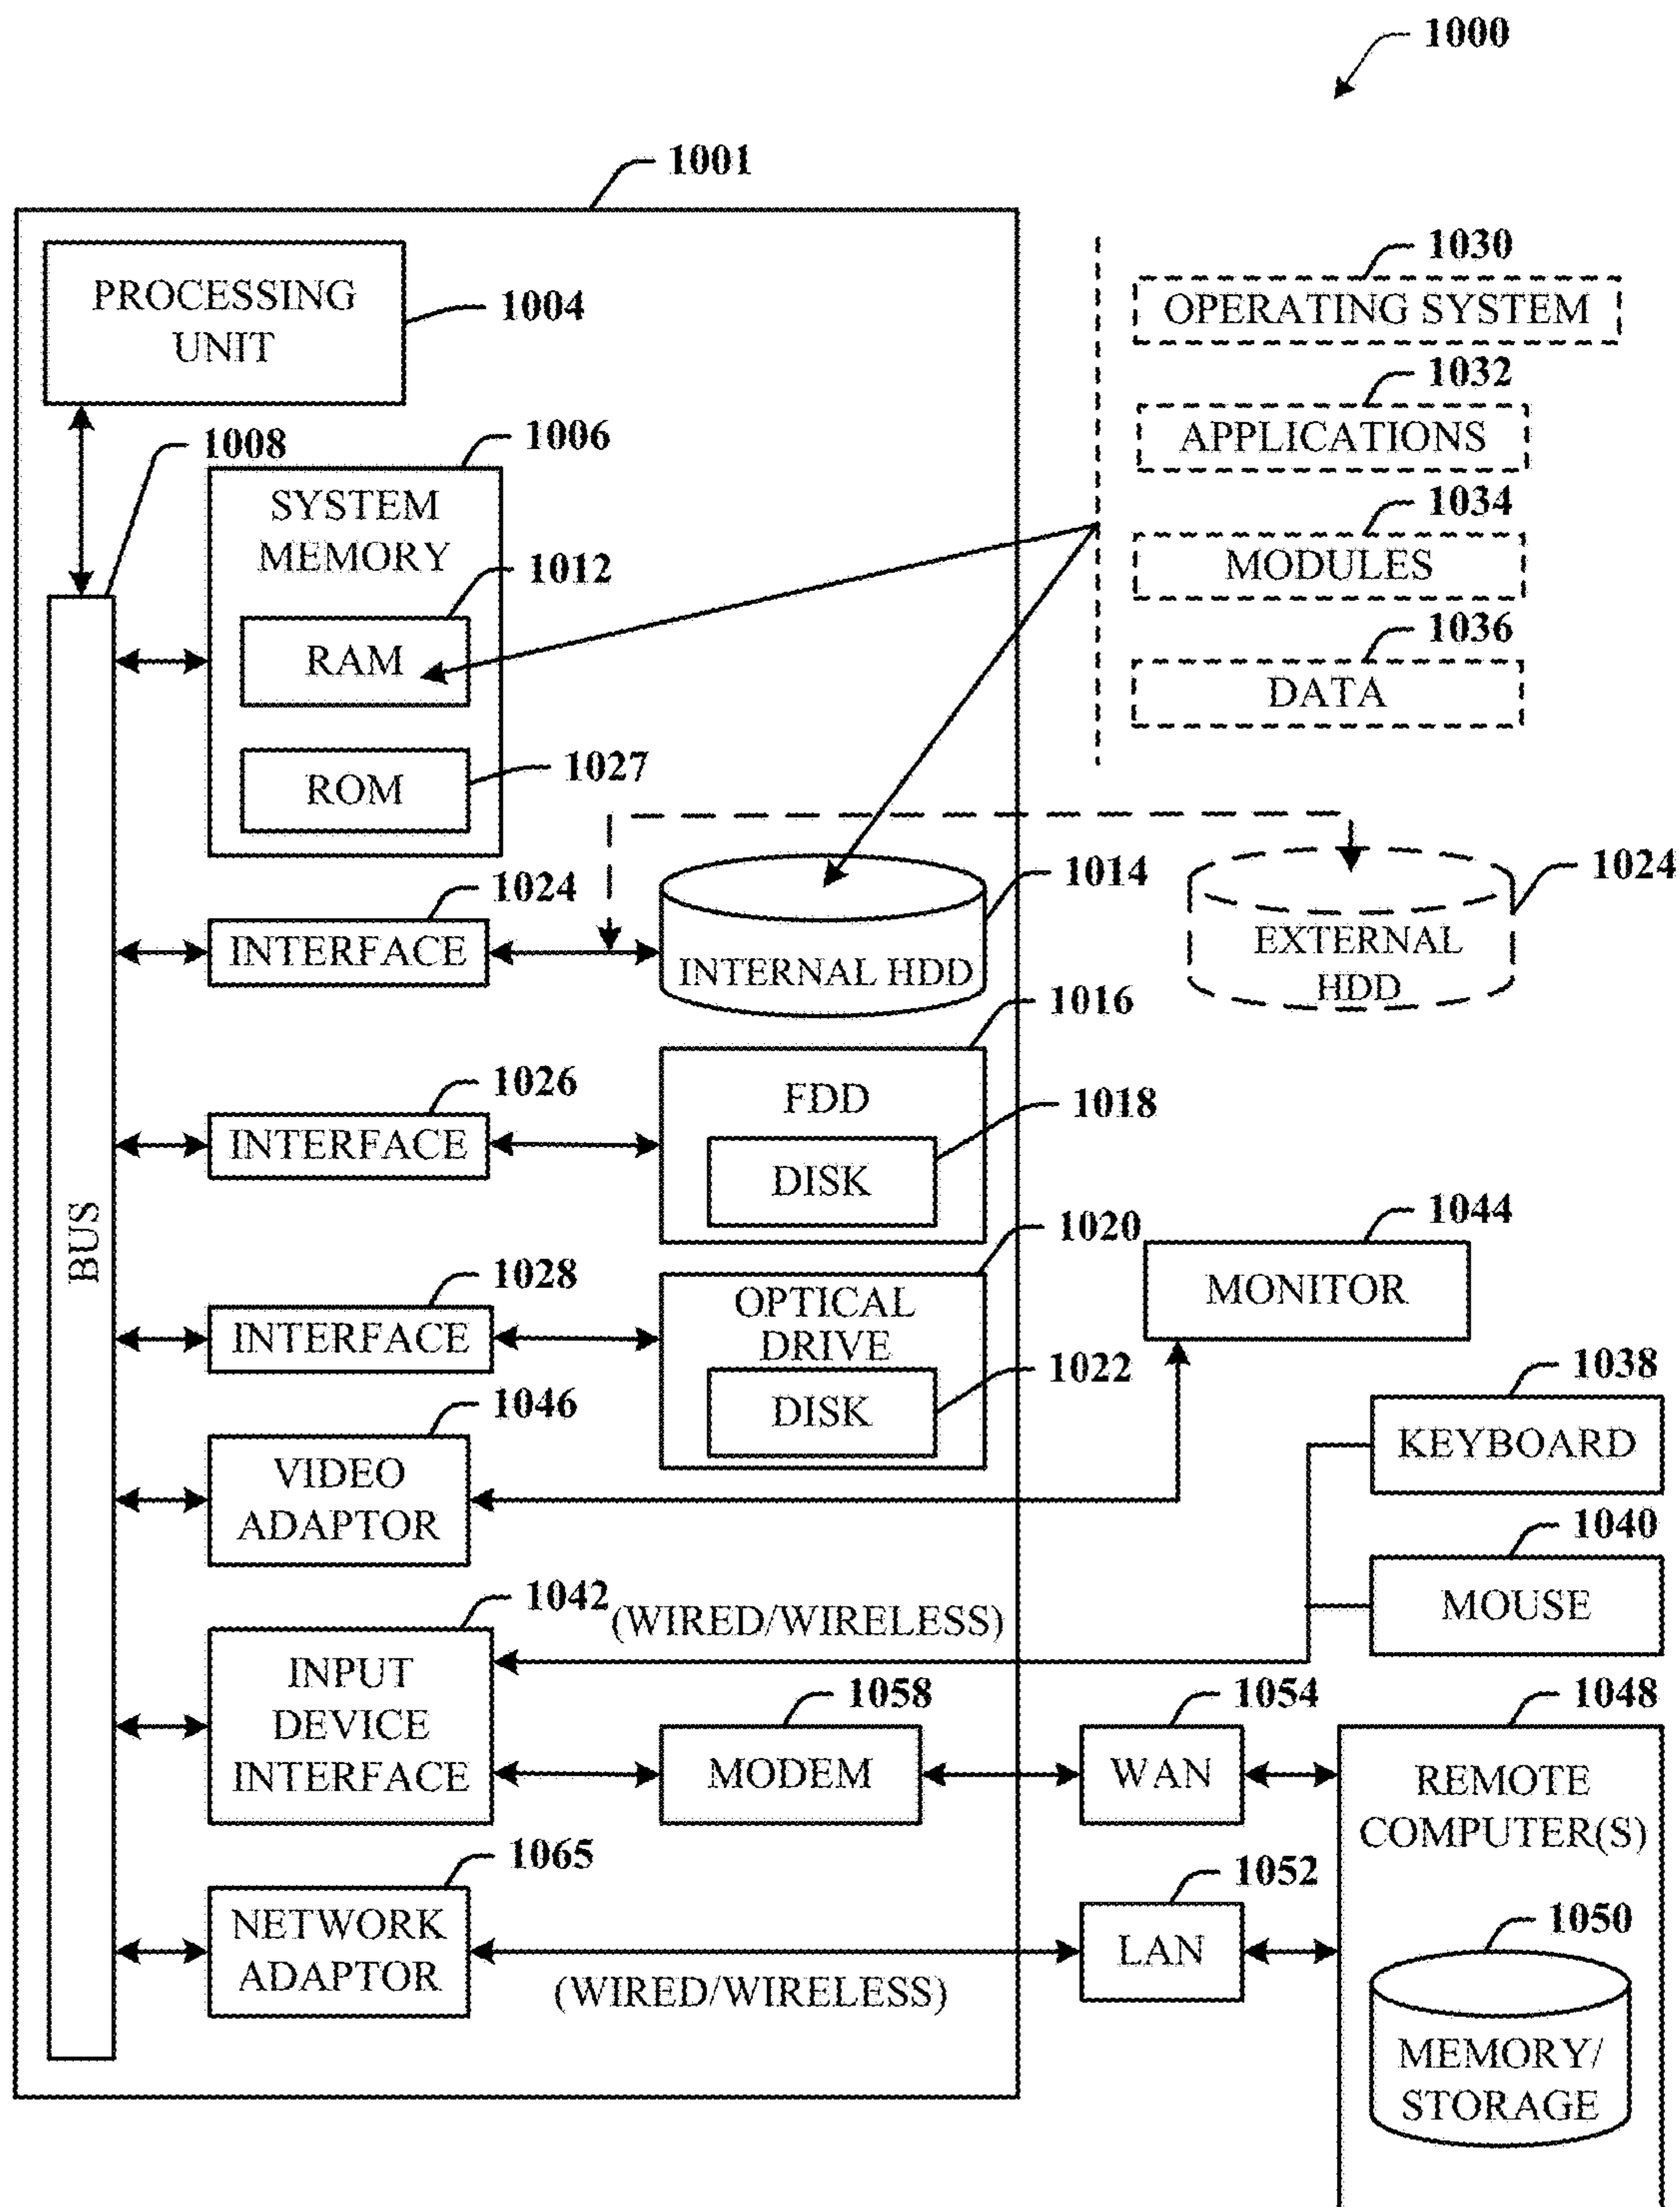 1000
1001
PROCESSING
UNIT
1004
1030
OPERATING SYSTEM
1032
APPLICATIONS
1034
MODULES
1036
DATA
1008
1006
SYSTEM
MEMORY
1012
RAM
1027
ROM
BUS
1024
INTERFACE
1014
INTERNAL HDD
1024
EXTERNAL
HDD
1026
INTERFACE
1016
FDD
1018
DISK
1028
INTERFACE
1020
OPTICAL
DRIVE
1022
DISK
1044
MONITOR
1046
VIDEO
ADAPTOR
1038
KEYBOARD
1040
MOUSE
1042
(WIRED/WIRELESS)
INPUT
DEVICE
INTERFACE
1058
MODEM
1054
WAN
1048
REMOTE
COMPUTER(S)
1065
NETWORK
ADAPTOR
(WIRED/WIRELESS)
1052
LAN
1050
MEMORY/
STORAGE